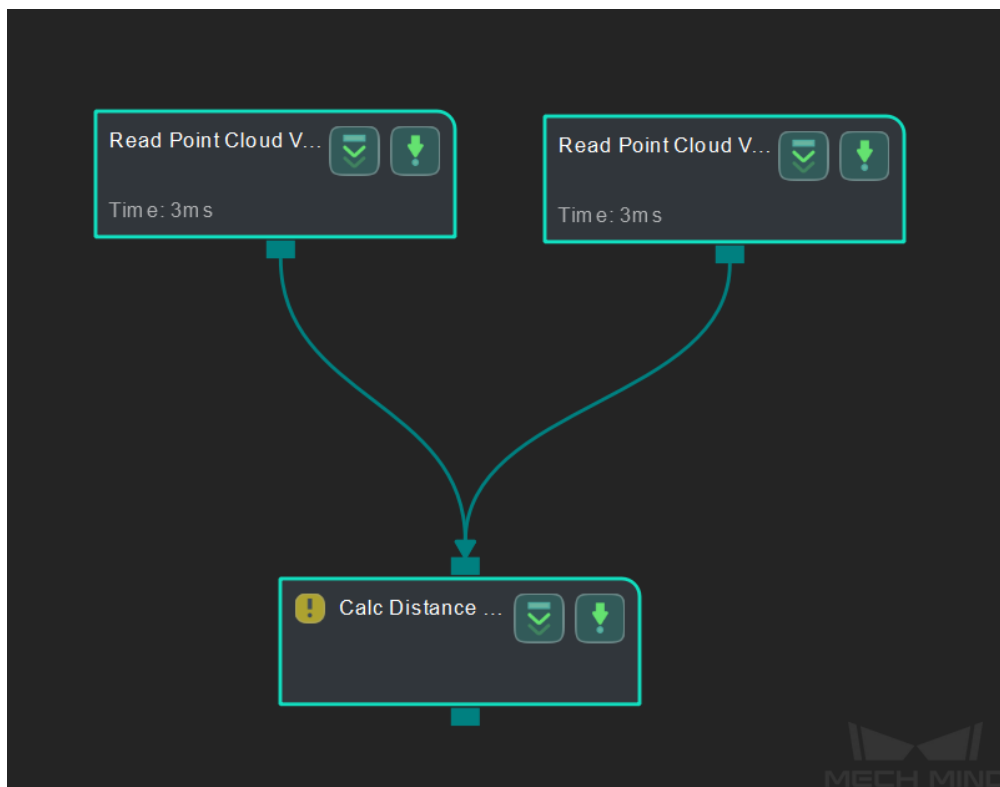 Read Point Cloud V...
Read Point Cloud V...
Time: 3ms
Time: 3ms
Calc Distance ...
MECH MIND